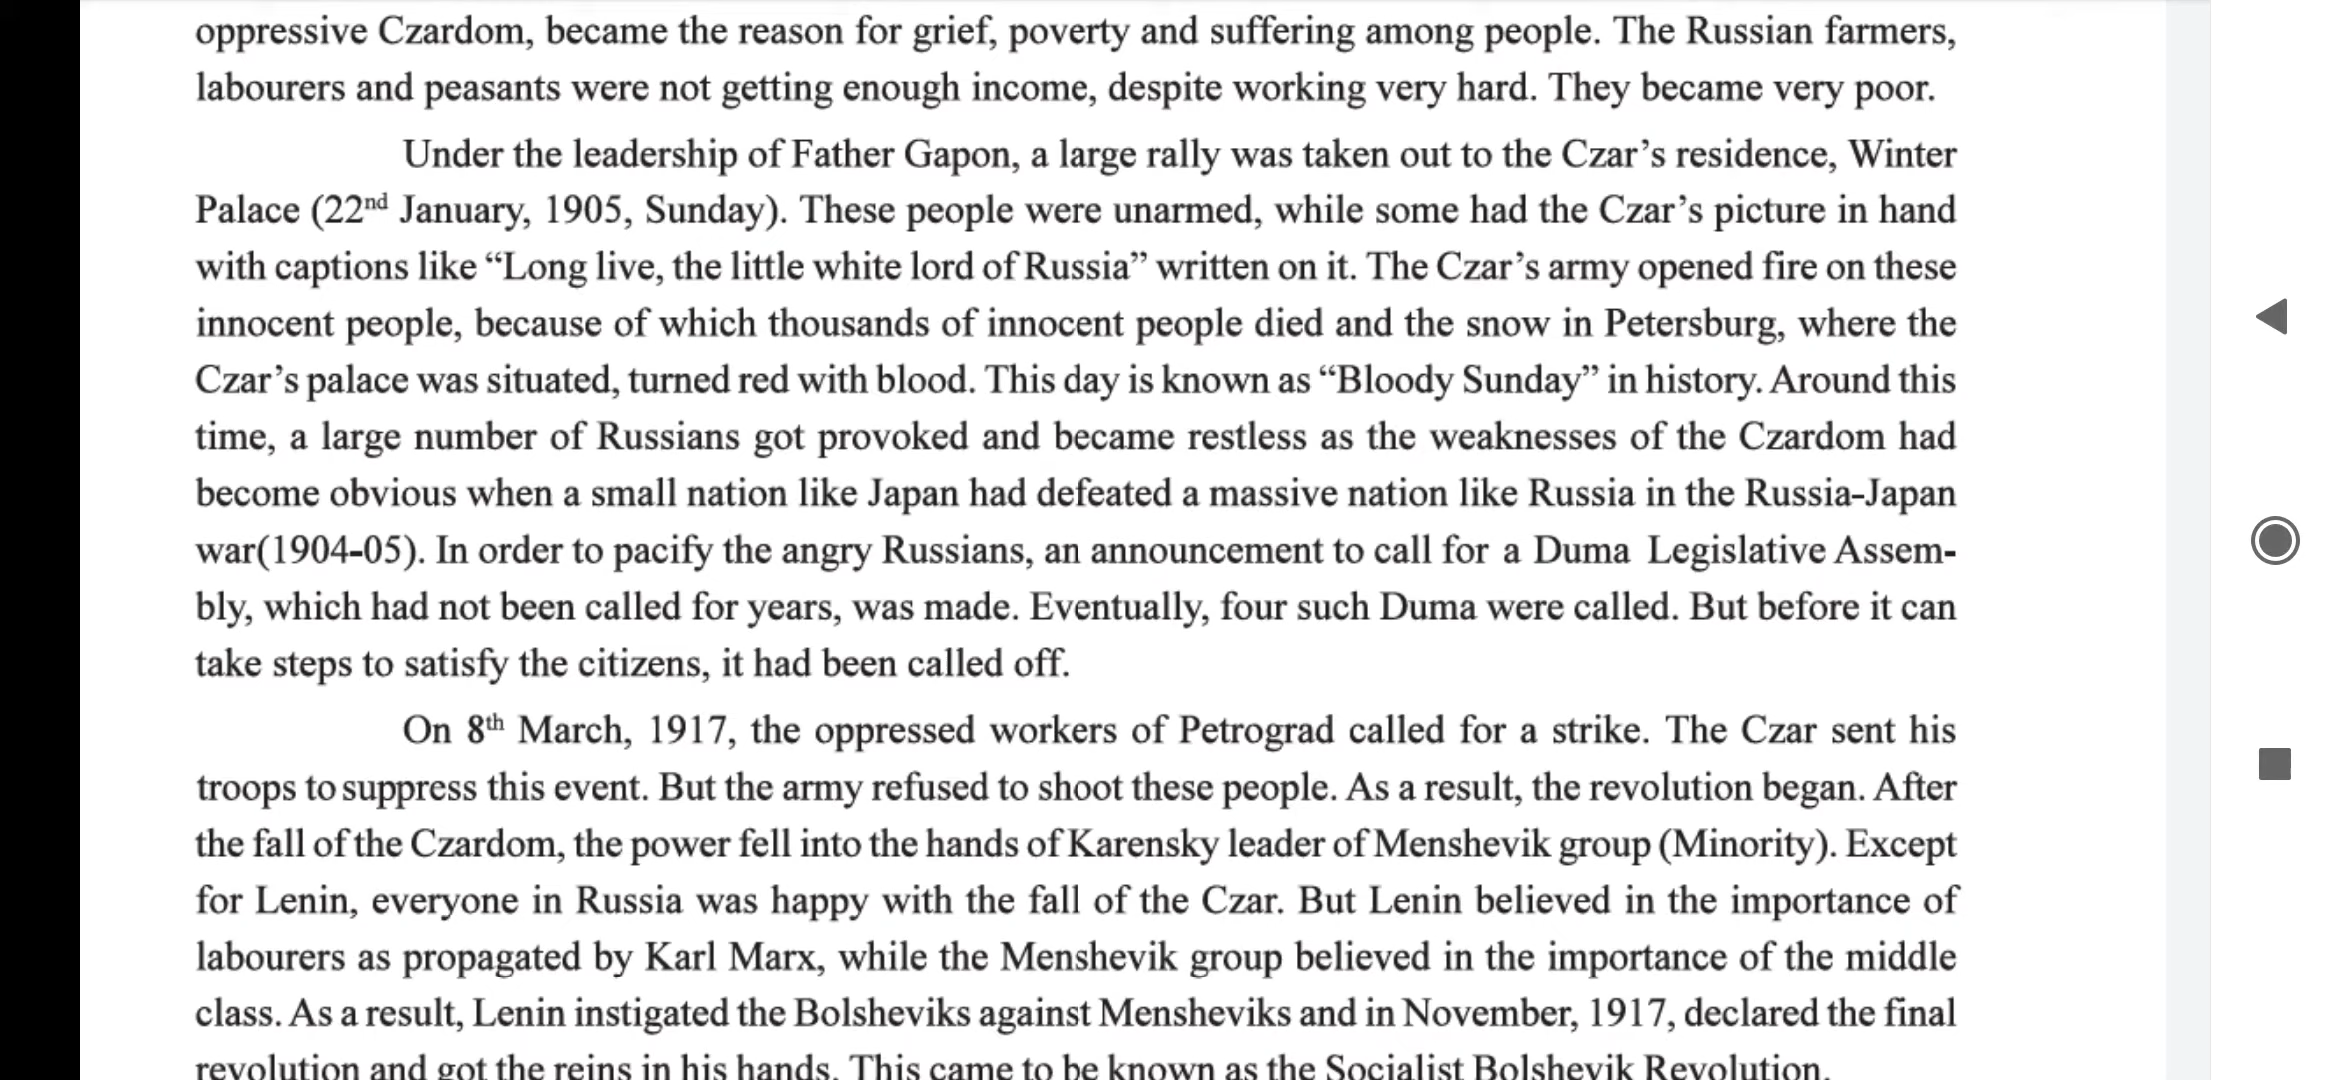 oppressive Czardom, became the reason for grief, poverty and suffering among people. The Russian farmers,
labourers and peasants were not getting enough income, despite working very hard. They became very poor.
Under the leadership of Father Gapon, a large rally was taken out to the Czar’s residence, Winter
Palace (22nd January, 1905, Sunday). These people were unarmed, while some had the Czar’s picture in hand
with captions like “Long live, the little white lord of Russia” written on it. The Czar’s army opened fire on these
innocent people, because of which thousands of innocent people died and the snow in Petersburg, where the
Czar’s palace was situated, turned red with blood. This day is known as “Bloody Sunday” in history. Around this
time, a large number of Russians got provoked and became restless as the weaknesses of the Czardom had
become obvious when a small nation like Japan had defeated a massive nation like Russia in the Russia-Japan
war(1904-05). In order to pacify the angry Russians, an announcement to call for a Duma Legislative Assem-
bly, which had not been called for years, was made. Eventually, four such Duma were called. But before it can
take steps to satisfy the citizens, it had been called off.
On 8th March, 1917, the oppressed workers of Petrograd called for a strike. The Czar sent his
troops to suppress this event. But the army refused to shoot these people. As a result, the revolution began. After
the fall of the Czardom, the power fell into the hands of Karensky leader of Menshevik group (Minority). Except
for Lenin, everyone in Russia was happy with the fall of the Czar. But Lenin believed in the importance of
labourers as propagated by Karl Marx, while the Menshevik group believed in the importance of the middle
class. As a result, Lenin instigated the Bolsheviks against Mensheviks and in November, 1917, declared the final
revolution and got the reins in his hands. This came to be known as the Socialist Bolshevik Revolution.